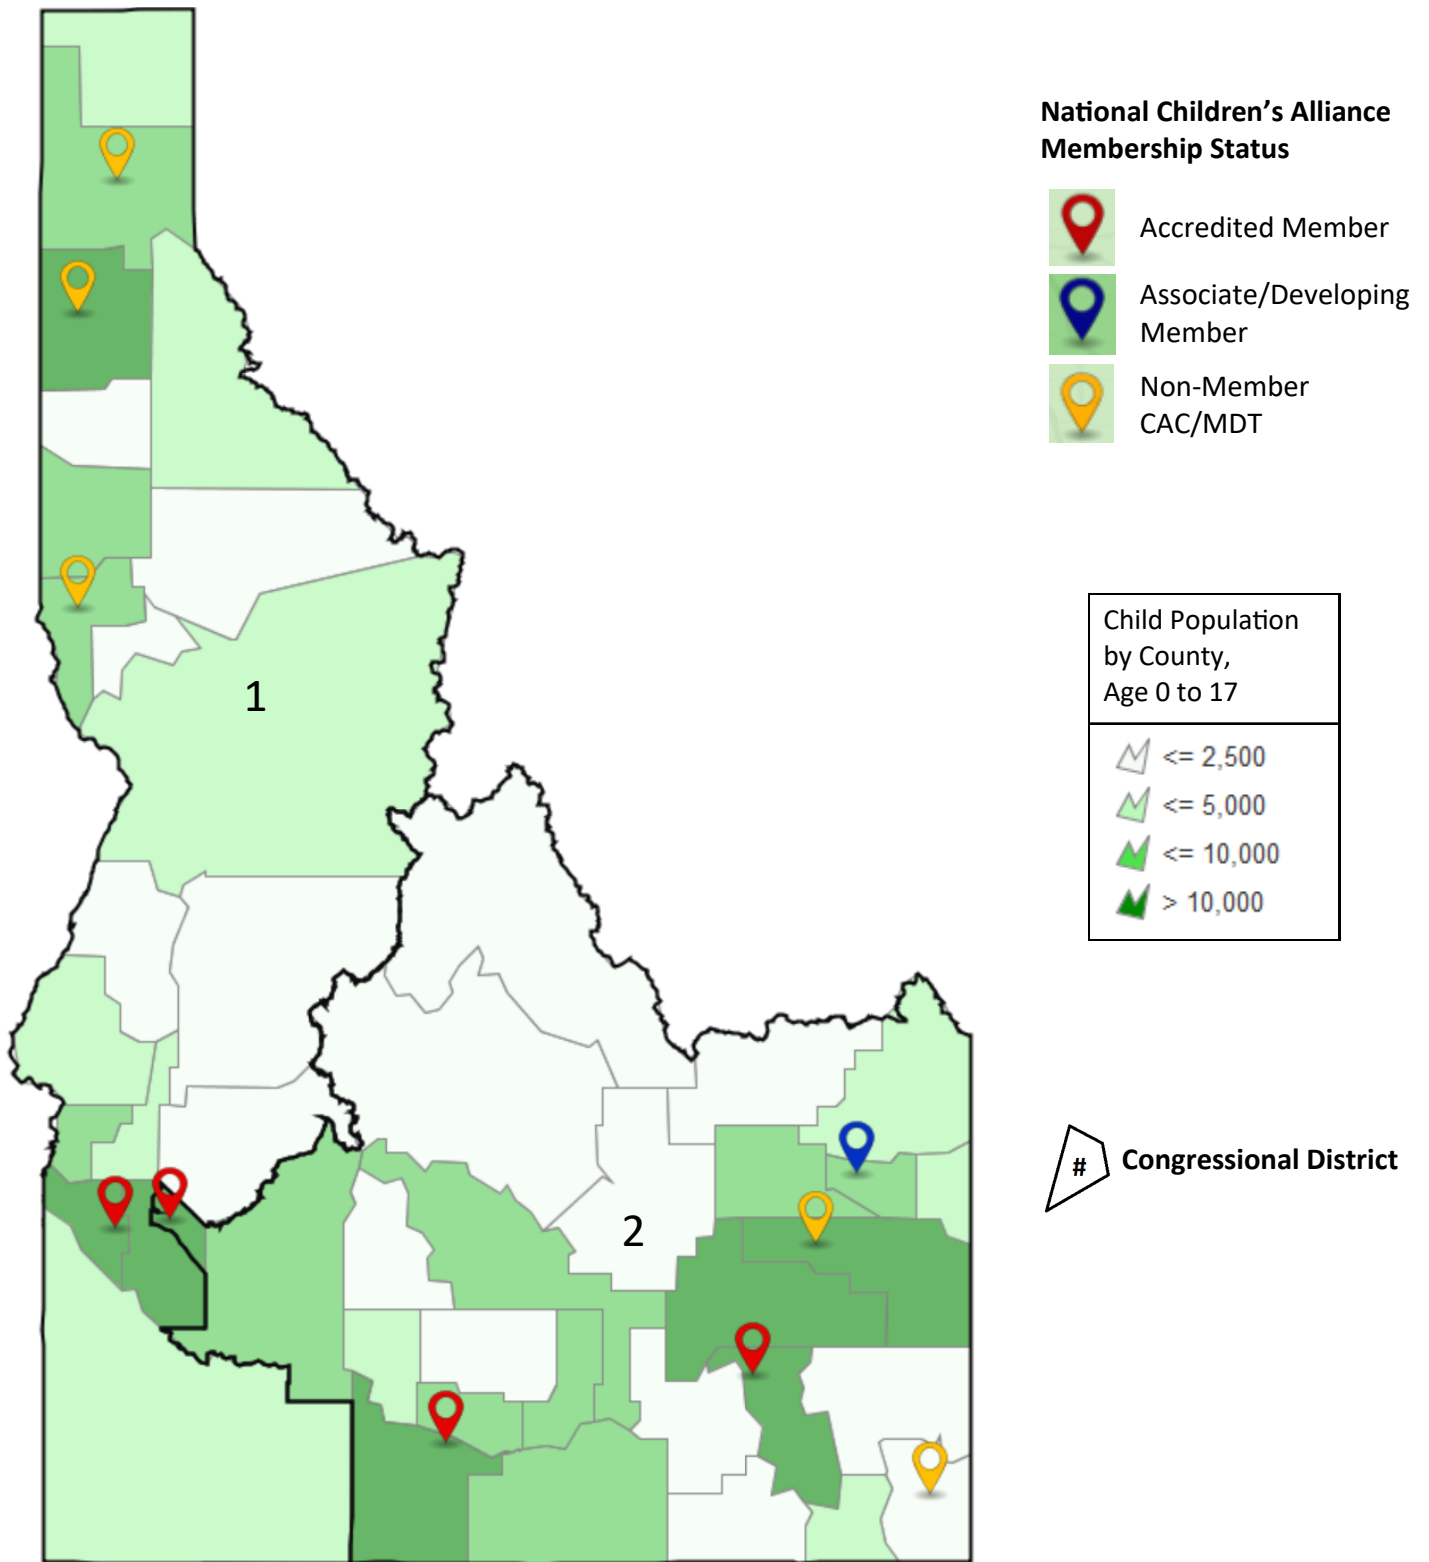 National Children’s Alliance
Membership Status
Accredited Member
Associate/Developing
Member
Non-Member
CAC/MDT
Child Population
by County,
Age 0 to 17
<= 2,500
<= 5,000
<= 10,000
> 10,000
# Congressional District
1
2